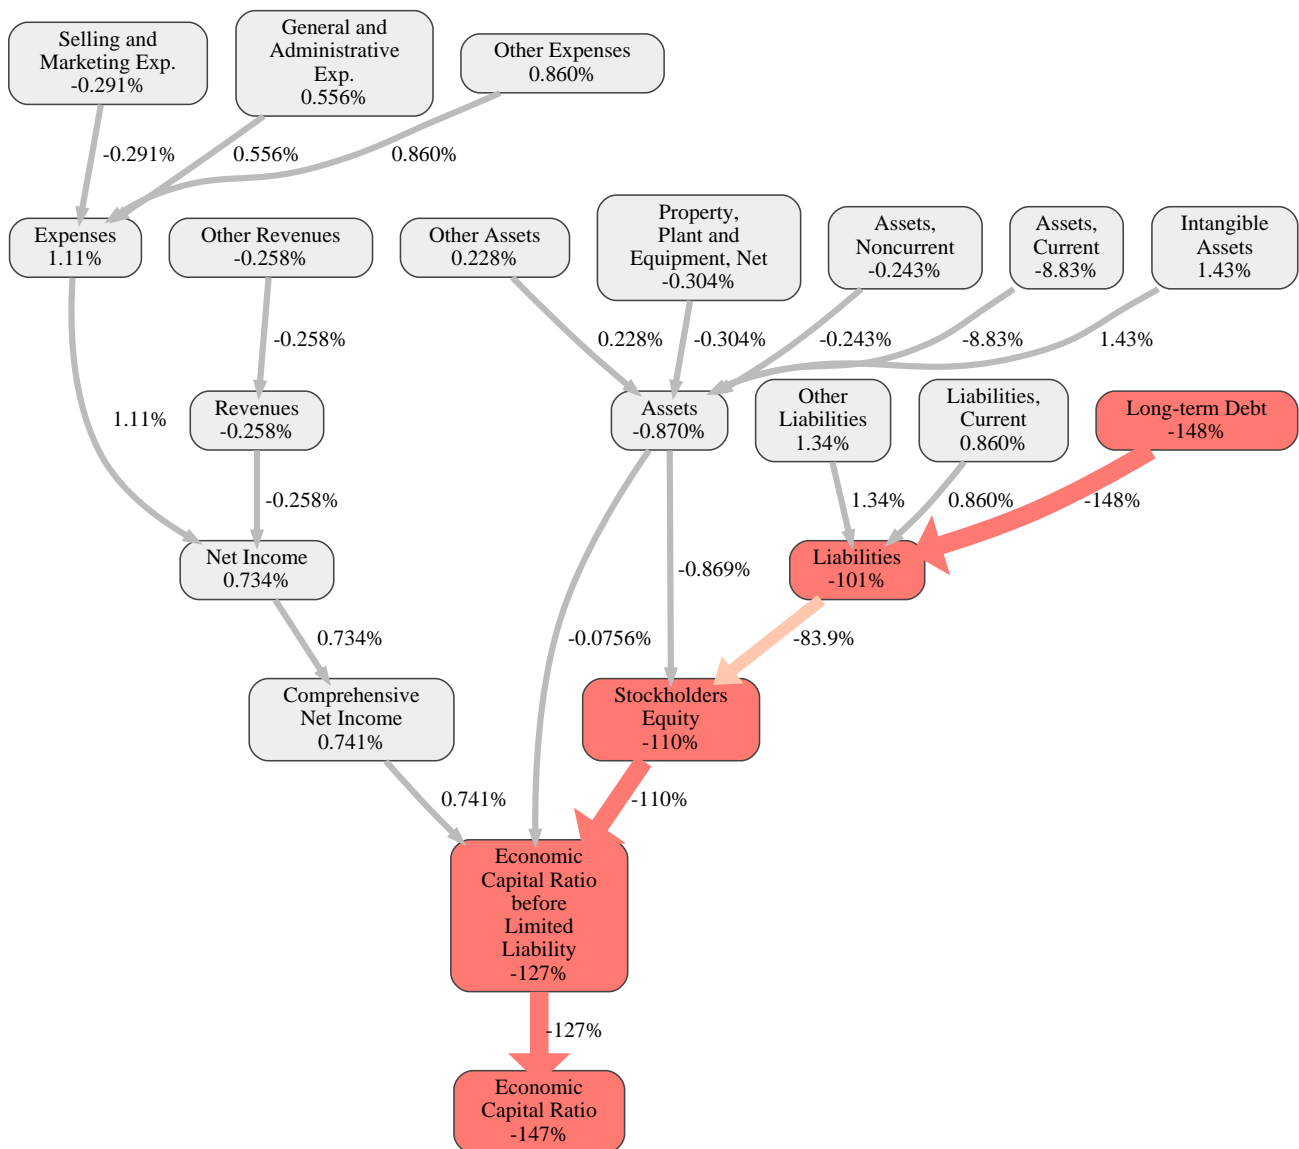 Selling and
Marketing Exp.
-0.291%
General and
Administrative
Exp.
0.556%
Other Expenses
0.860%
-0.291%
0.556%
0.860%
Expenses
1.11%
Other Revenues
-0.258%
Other Assets
0.228%
Property,
Plant and
Equipment, Net
-0.304%
Assets,
Noncurrent
-0.243%
Assets,
Current
-8.83%
Intangible
Assets
1.43%
-0.258%
0.228%
-0.304%
-0.243%
-8.83%
1.43%
1.11%
Revenues
-0.258%
Assets
-0.870%
Other
Liabilities
1.34%
Liabilities,
Current
0.860%
Long-term Debt
-148%
-0.258%
1.34%
0.860%
-148%
Net Income
0.734%
-0.869%
Liabilities
-101%
0.734%
-0.0756%
-83.9%
Comprehensive
Net Income
0.741%
Stockholders
Equity
-110%
0.741%
-110%
Economic
Capital Ratio
before
Limited
Liability
-127%
-127%
Economic
Capital Ratio
-147%